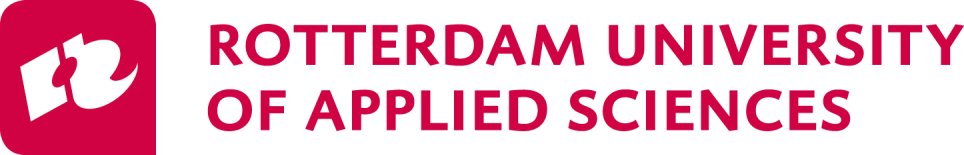 ROTTERDAM UNIVERSITY
OF APPLIED SCIENCES